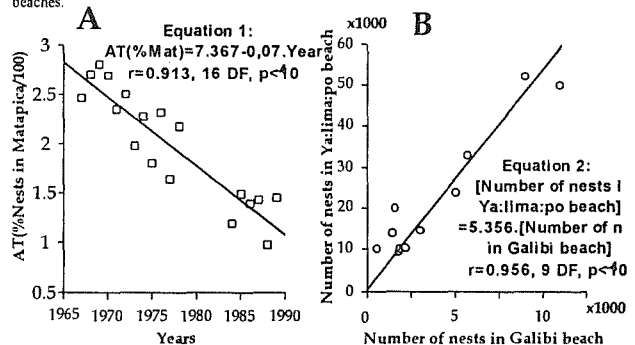 beaches.
A
Equation 1:
AT(%Mat)=7.367-0,07.Year
r=0.913, 16 DF, p<10
AT(%Nests in Matapica/100)
3
2.5
2
1.5
1
0.5
1965
1970
1975
1980
1985
1990
Years
B
x1000
Number of nests in Ya:lima:po beach
60
50
40
30
20
10
0
Equation 2:
[Number of nests i
Ya:lima:po beach]
=5.356.[Number of n
in Galibi beach]
r=0.956, 9 DF, p<10
0
5
10
x1000
Number of nests in Galibi beach